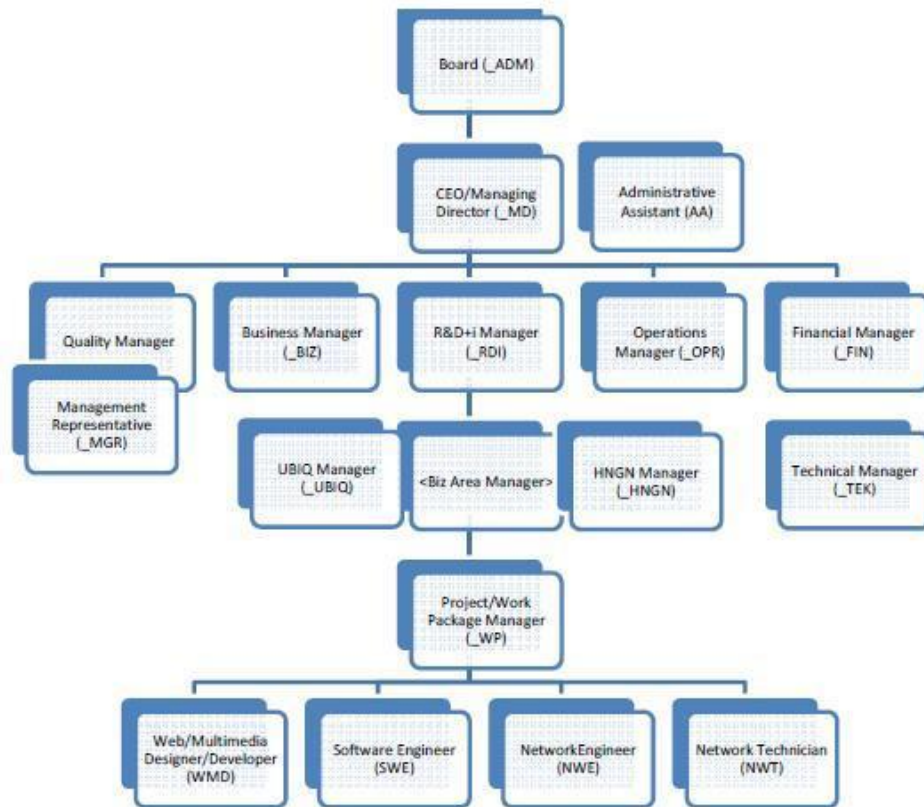 Board (_ADM)
CEO/Managing
Director (_MD)
Administrative
Assistant (AA)
Quality Manager
Business Manager
(_BIZ)
R&D+i Manager
(_RDI)
Operations
Manager (_OPR)
Financial Manager
(_FIN)
Management
Representative
(_MGR)
UBIQ Manager
(_UBIQ)
<Biz Area Manager>
HNGN Manager
(_HNGN)
Technical Manager
(_TEK)
Project/Work
Package Manager
(_WP)
Web/Multimedia
Designer/Developer
(WMD)
Software Engineer
(SWE)
NetworkEngineer
(NWE)
Network Technician
(NWT)